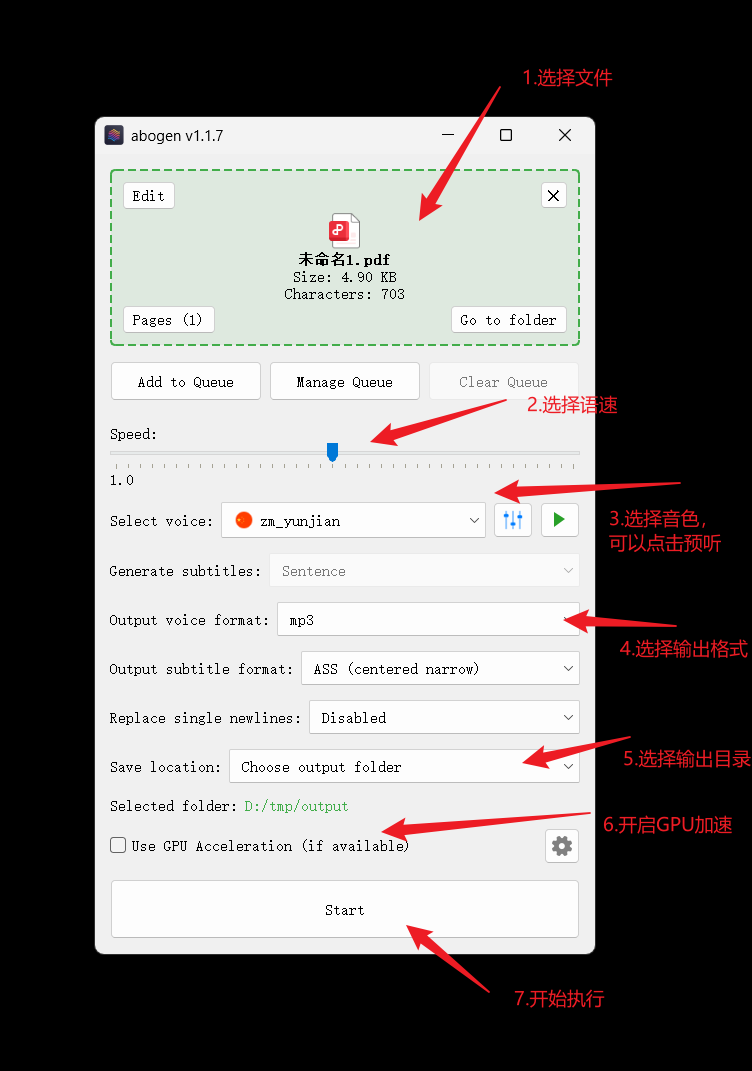 1.选择文件
abogen v1.1.7
Edit
未命名1.pdf
Size: 4.90 KB
Characters: 703
Pages (1)
Go to folder
Add to Queue
Manage Queue
Clear Queue
2.选择语速
Speed:
1.0
Select voice:
zm_yunjian
3.选择音色，
可以点击预听
Generate subtitles:
Sentence
Output voice format:
mp3
4.选择输出格式
Output subtitle format:
ASS (centered narrow)
Replace single newlines:
Disabled
Save location:
Choose output folder
5.选择输出目录
Selected folder: D:/tmp/output
6.开启GPU加速
Use GPU Acceleration (if available)
Start
7.开始执行